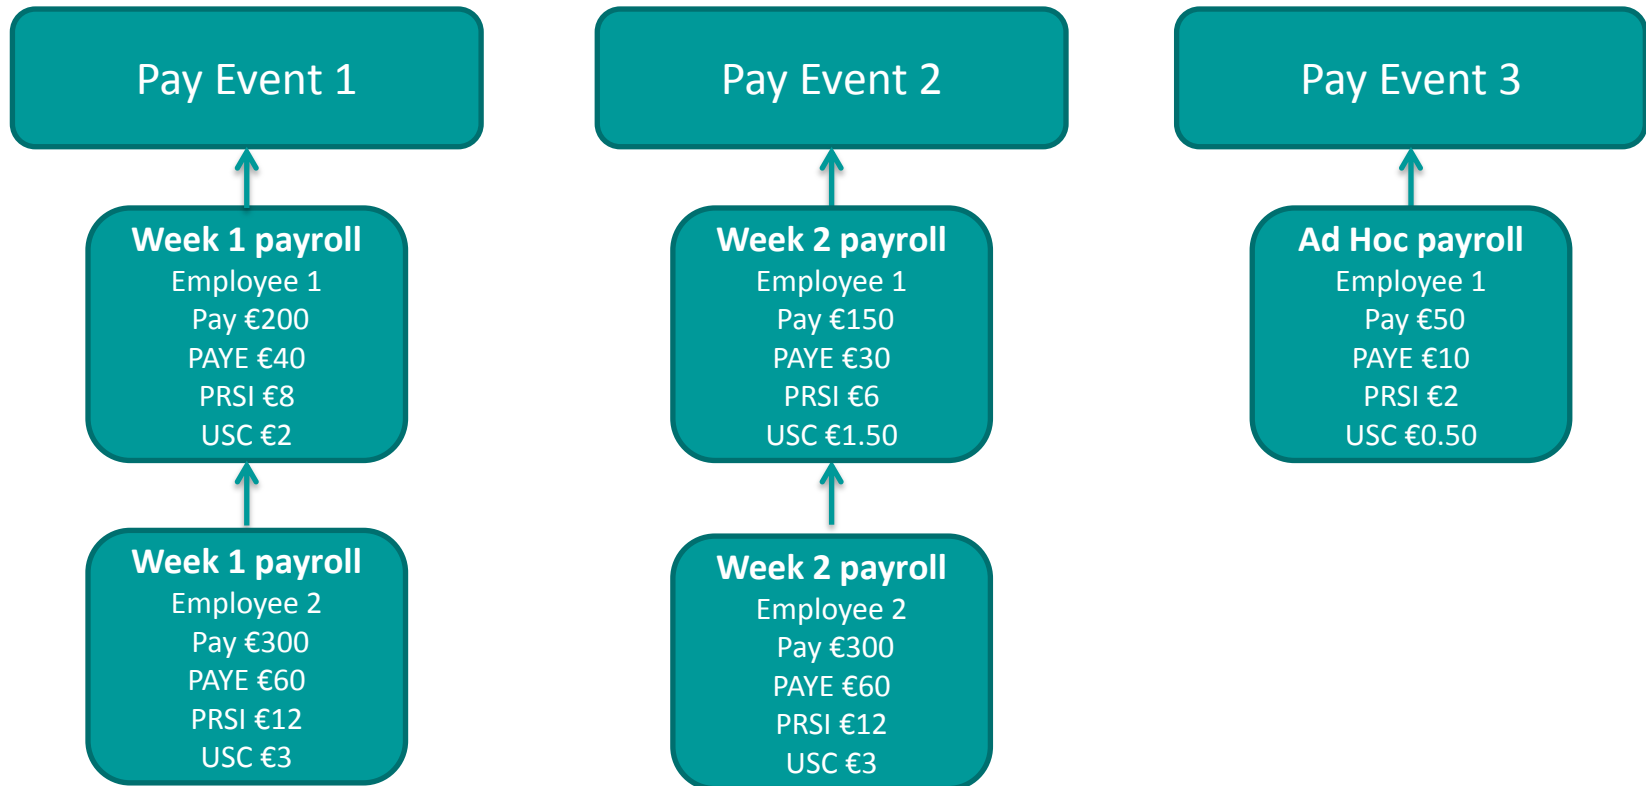 Pay Event 1
Pay Event 2
Pay Event 3
Week 1 payroll
Employee 1
Pay €200
PAYE €40
PRSI €8
USC €2
Week 2 payroll
Employee 1
Pay €150
PAYE €30
PRSI €6
USC €1.50
Ad Hoc payroll
Employee 1
Pay €50
PAYE €10
PRSI €2
USC €0.50
Week 1 payroll
Employee 2
Pay €300
PAYE €60
PRSI €12
USC €3
Week 2 payroll
Employee 2
Pay €300
PAYE €60
PRSI €12
USC €3